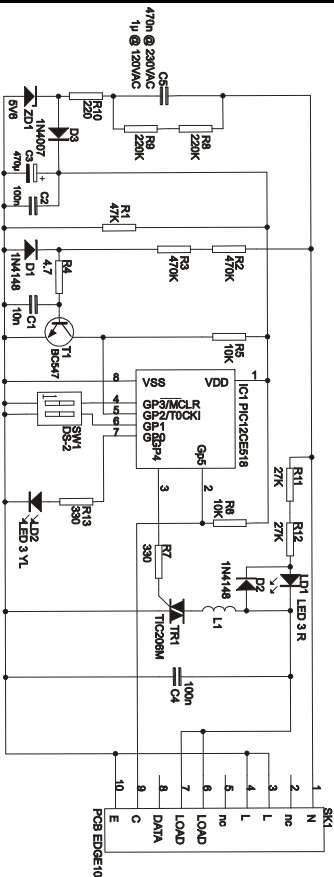 470n @ 230VAC
1µ @ 120VAC
C5
R8
220K
R9
220K
R10
220
ZD1
5V6
D3
1N4007
C3
470µ
+
C2
100n
R1
47K
R2
470K
R3
470K
D1
1N4148
R4
4.7
C1
10n
T1
BC547
R5
10K
IC1 PIC12CE518
1
VDD
VSS
8
GP3/MCLR
4
GP2/T0CKI
5
GP1
6
GP0
7
GP4
3
Gp5
2
SW1
DS-2
R13
330
LD2
LED 3 YL
R6
10K
R7
330
R11
27K
R12
27K
LD1
LED 3 R
D2
1N4148
L1
TR1
TIC206M
C4
100n
SK1
1
N
2
nc
3
L
4
L
5
nc
6
LOAD
7
LOAD
8
DATA
9
C
10
E
PCB EDGE10